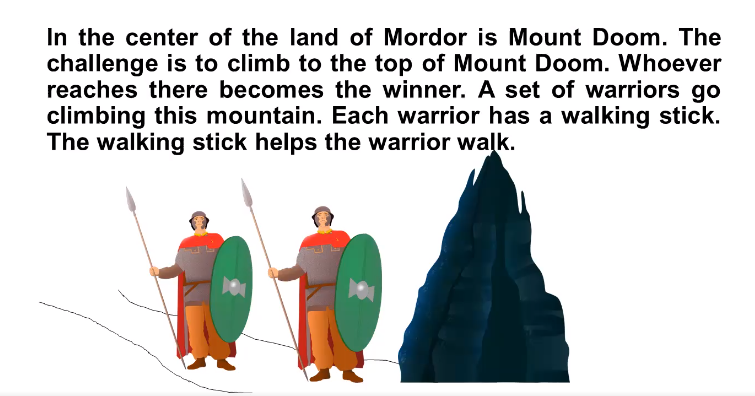 In the center of the land of Mordor is Mount Doom. The
challenge is to climb to the top of Mount Doom. Whoever
reaches there becomes the winner. A set of warriors go
climbing this mountain. Each warrior has a walking stick.
The walking stick helps the warrior walk.